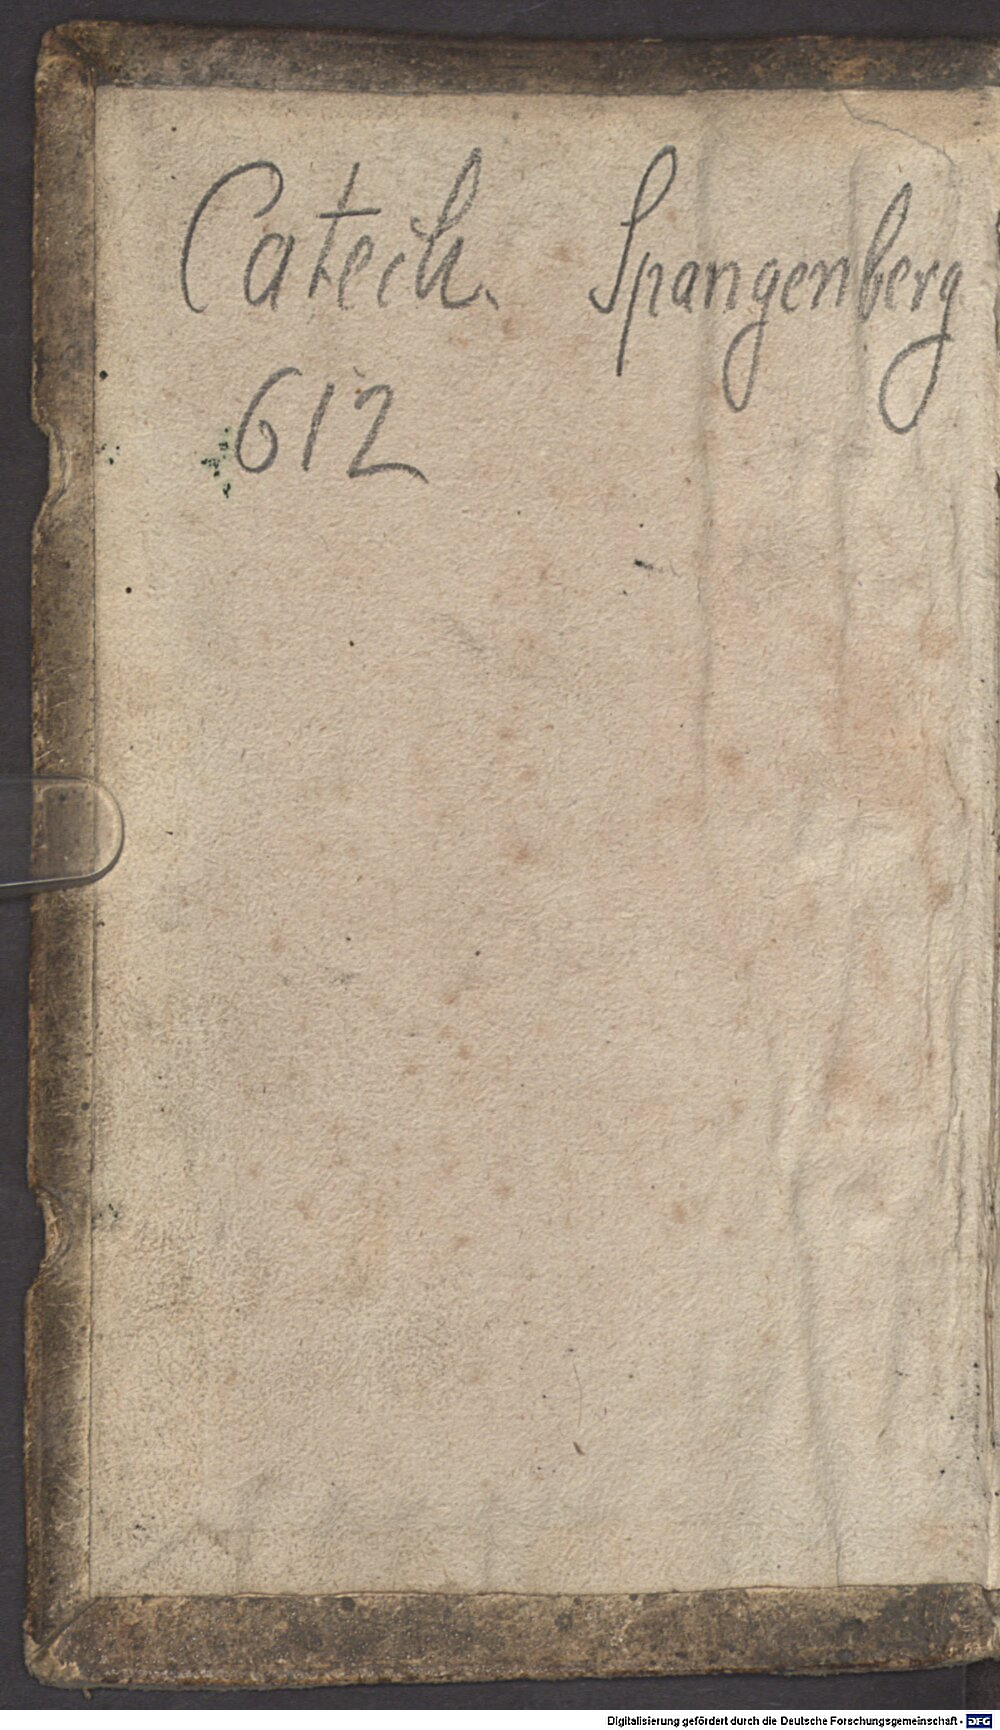 Catech. Spangenberg
612
Digitalisierung gefördert durch die Deutsche Forschungsgemeinschaft - DFG